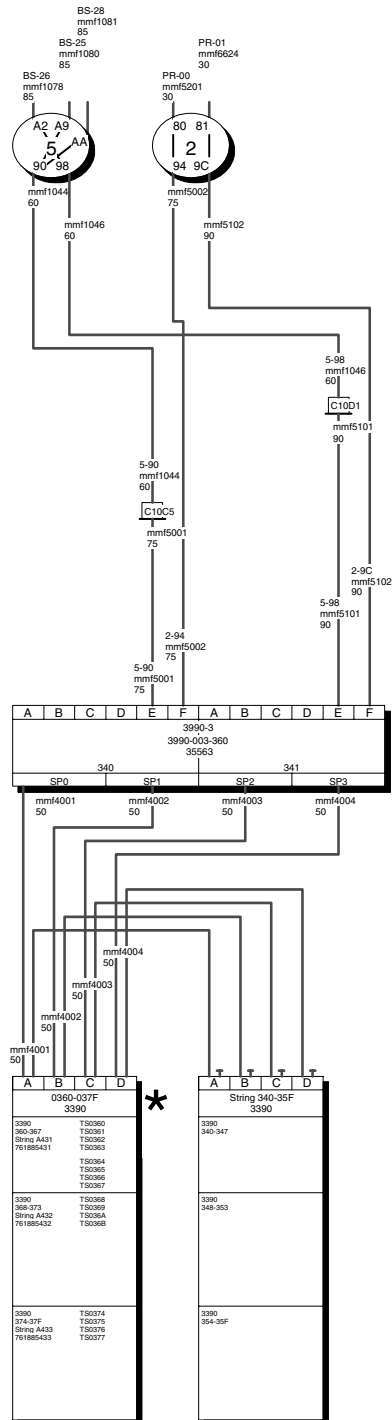 BS-28
mmf1081
85
BS-25
mmf1080
85
BS-26
mmf1078
85
PR-01
mmf6624
30
PR-00
mmf5201
30
A2 A9
AA
5
90 98
80 81
2
94 9C
mmf1044
60
mmf1046
60
mmf5002
75
mmf5102
90
5-98
mmf1046
60
C10D1
mmf5101
90
5-90
mmf1044
60
C10C5
mmf5001
75
2-9C
mmf5102
90
5-98
mmf5101
90
2-94
mmf5002
75
5-90
mmf5001
75
A B C D E F A B C D E F
3990-3
3990-003-360
35563
340 341
SP0 SP1 SP2 SP3
mmf4001
50
mmf4002
50
mmf4003
50
mmf4004
50
mmf4004
50
mmf4003
50
mmf4002
50
mmf4001
50
A B C D
0360-037F
3390
*
3390 TS0360
360-367 TS0361
String A431 TS0362
761885431 TS0363
TS0364
TS0365
TS0366
TS0367
3390 TS0368
368-373 TS0369
String A432 TS036A
761885432 TS036B
3390 TS0374
374-37F TS0375
String A433 TS0376
761885433 TS0377
A B C D
String 340-35F
3390
3390
340-347
3390
348-353
3390
354-35F